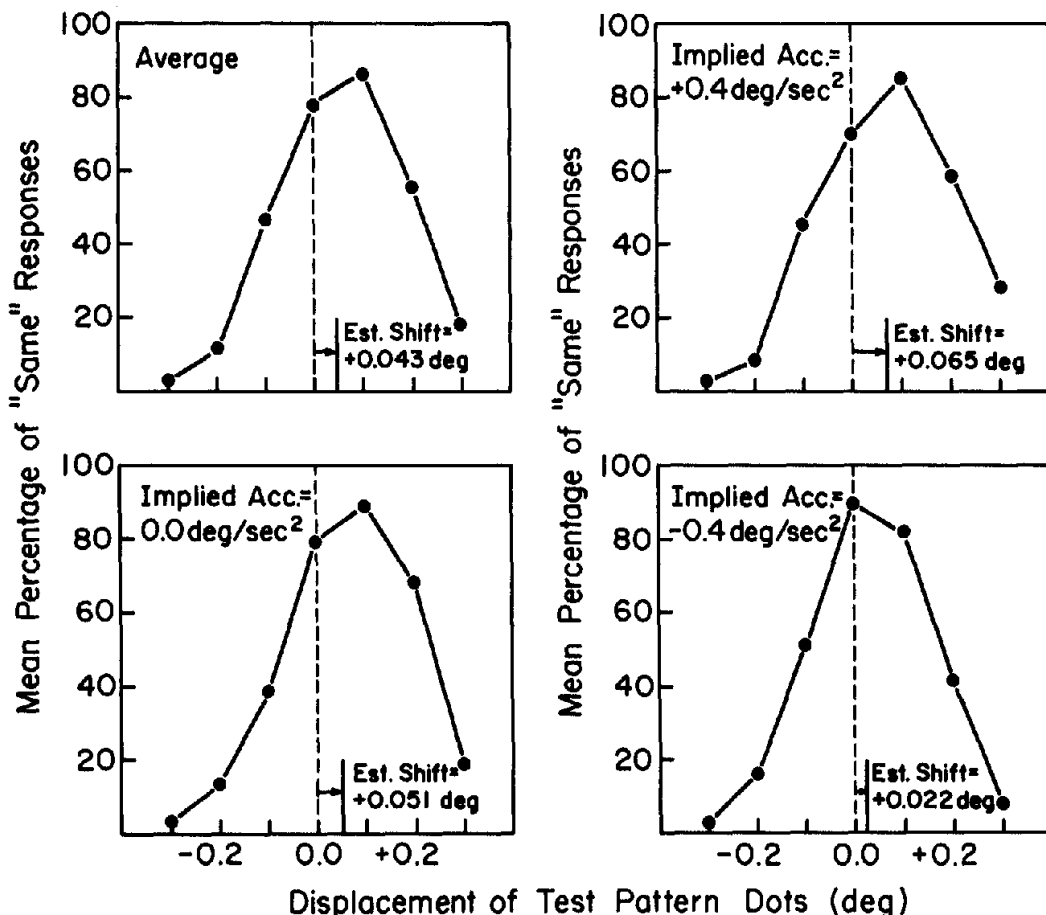 Mean Percentage of "Same" Responses
100
80
60
40
20
Average
Est. Shift=
+0.043 deg
Mean Percentage of "Same" Responses
100
80
60
40
20
Implied Acc.=
+0.4 deg/sec²
Est. Shift=
+0.065 deg
100
80
60
40
20
Implied Acc.=
0.0 deg/sec²
Est. Shift=
+0.051 deg
-0.2 0.0 +0.2
100
80
60
40
20
Implied Acc.=
-0.4 deg/sec²
Est. Shift=
+0.022 deg
-0.2 0.0 +0.2
Displacement of Test Pattern Dots (deg)